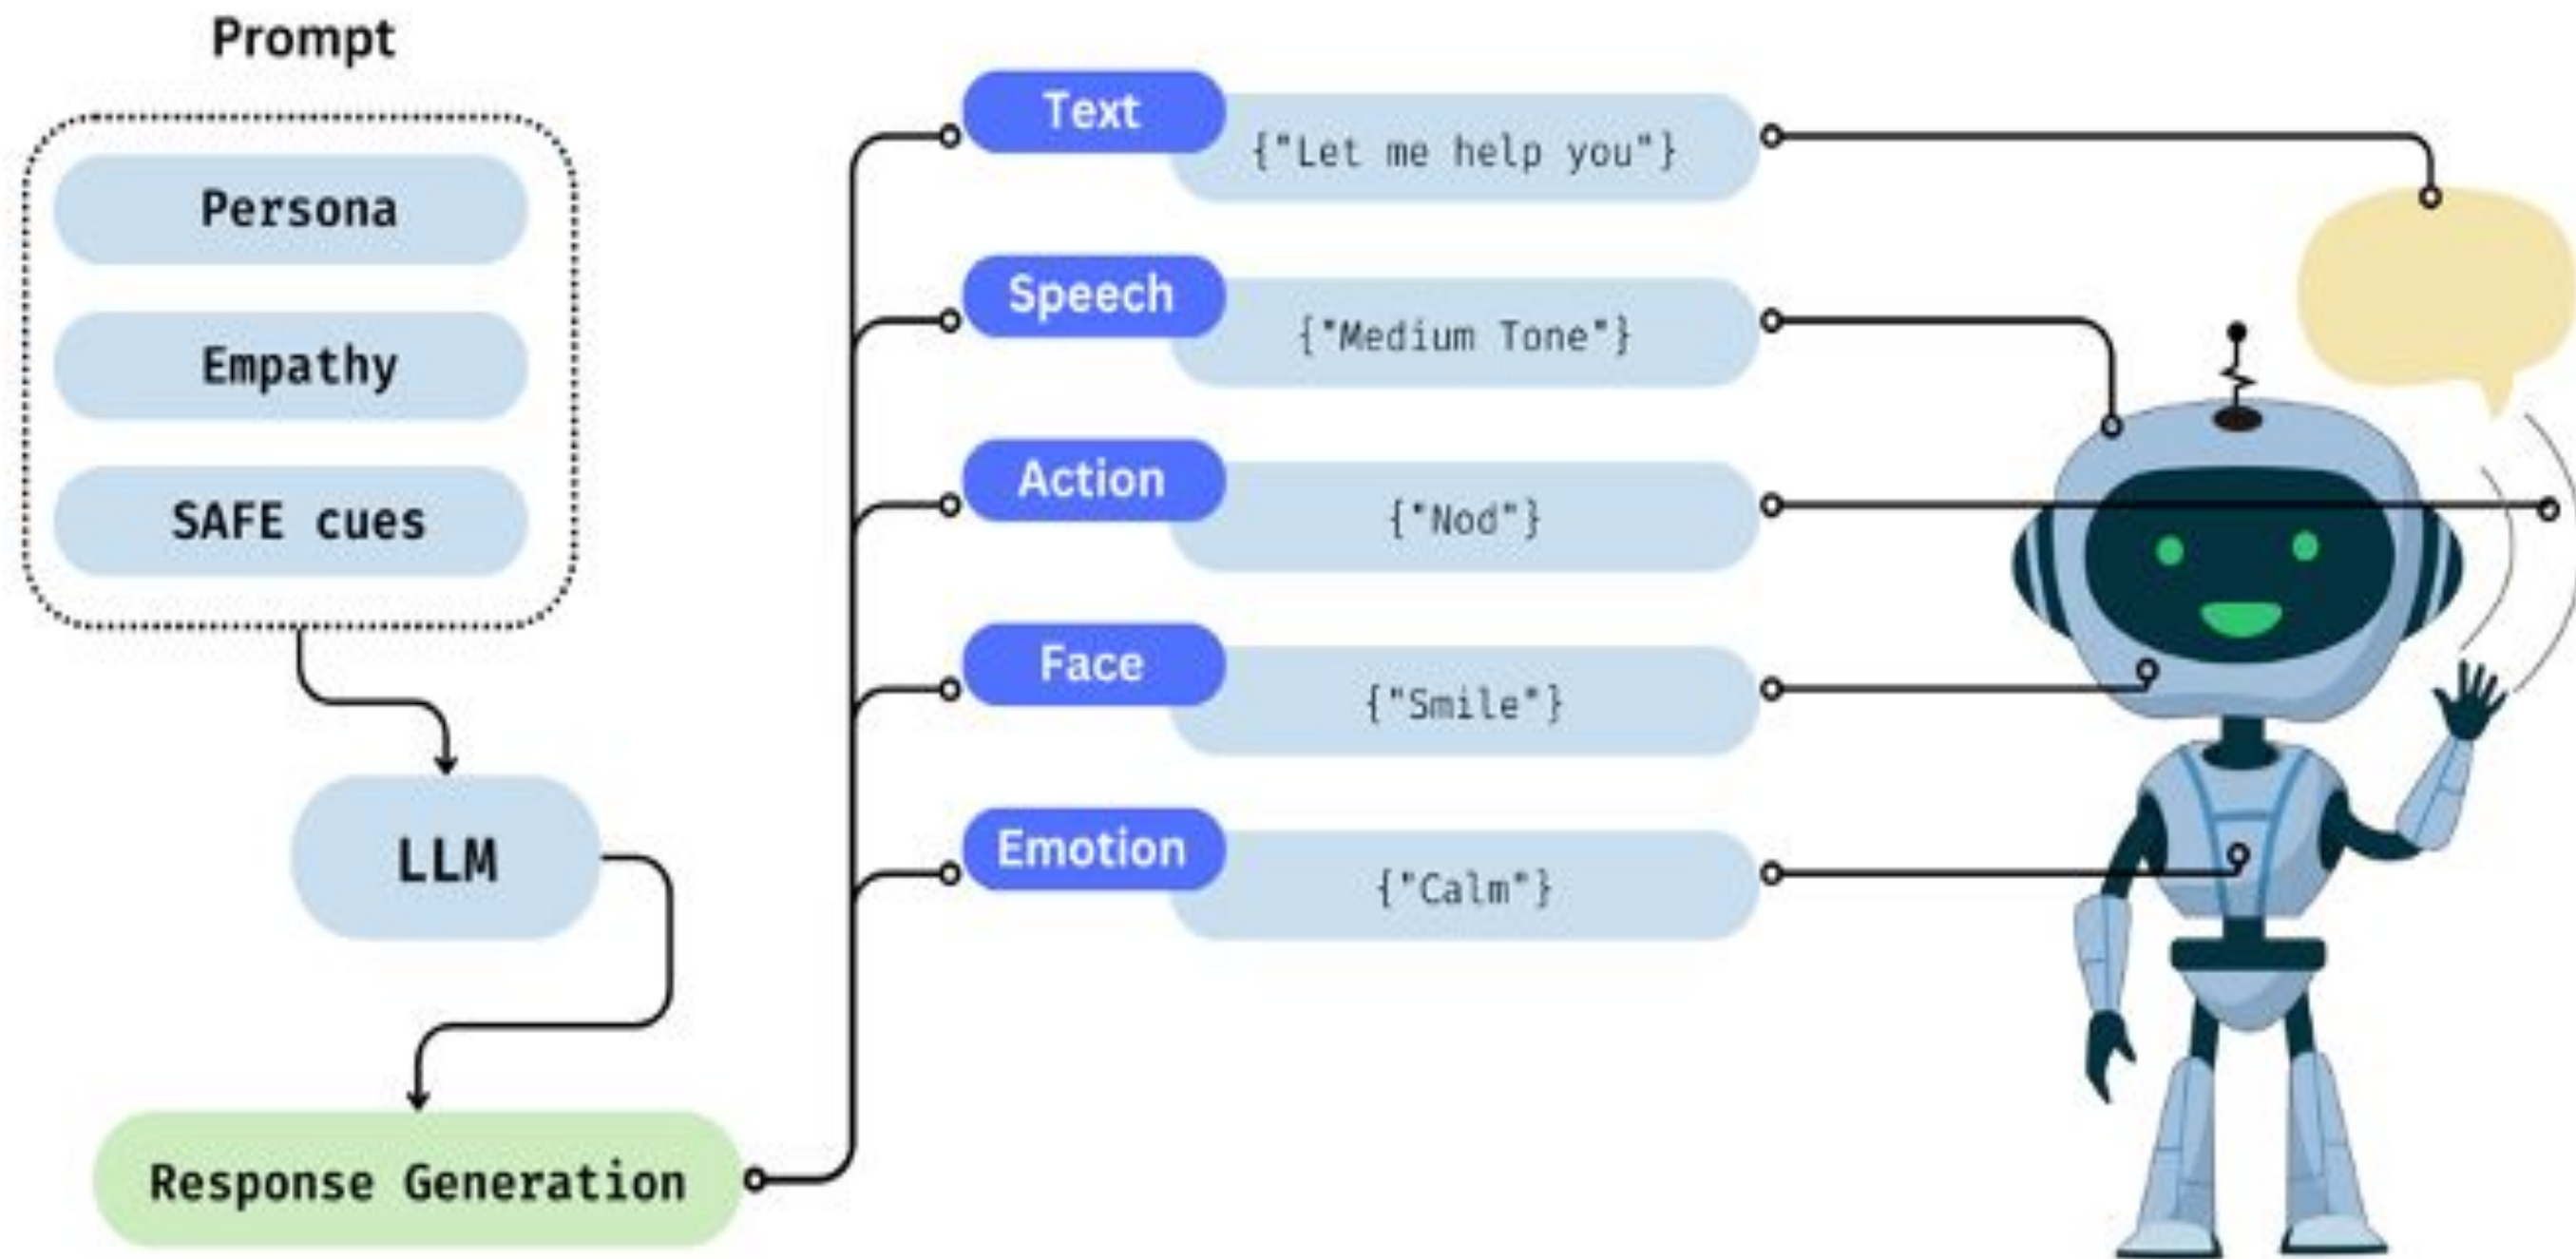 Prompt
Persona
Empathy
SAFE cues
LLM
Response Generation
Text
{"Let me help you"}
Speech
{"Medium Tone"}
Action
{"Nod"}
Face
{"Smile"}
Emotion
{"Calm"}